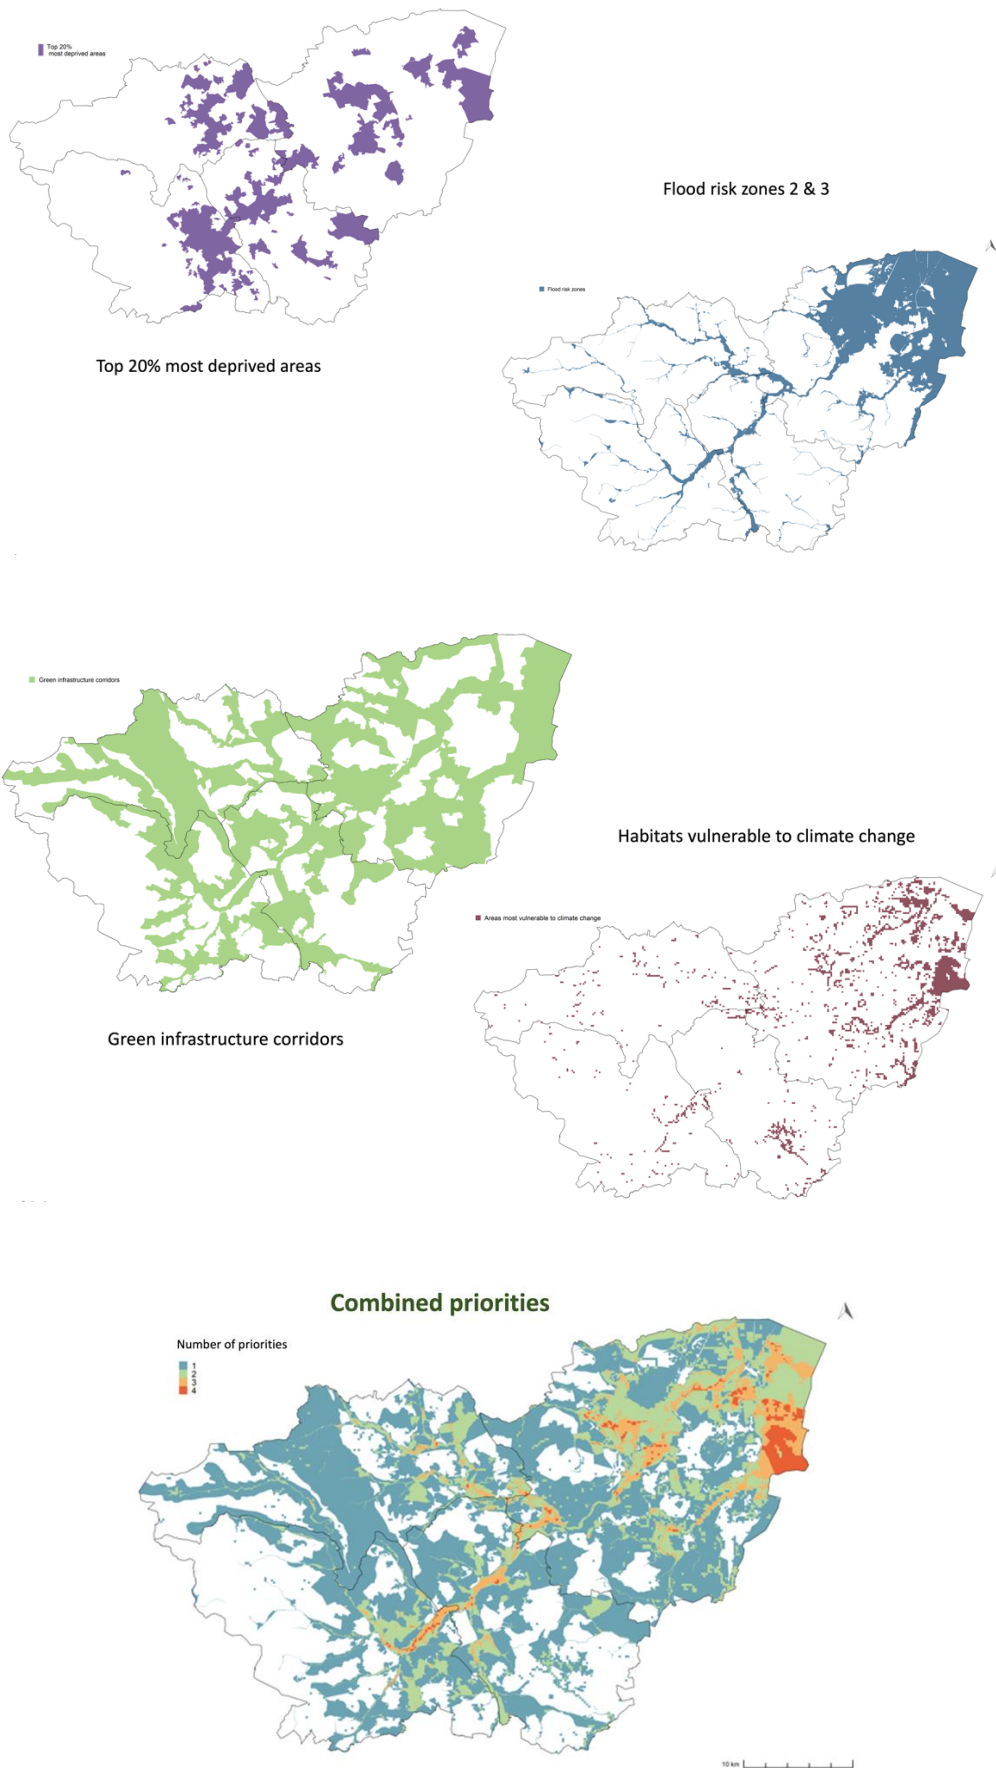 Top 20%
most deprived areas
Flood risk zones 2 & 3
Flood risk zones
Top 20% most deprived areas
Green infrastructure corridors
Habitats vulnerable to climate change
Areas most vulnerable to climate change
Green infrastructure corridors
Combined priorities
Number of priorities
1
2
3
4
10 km